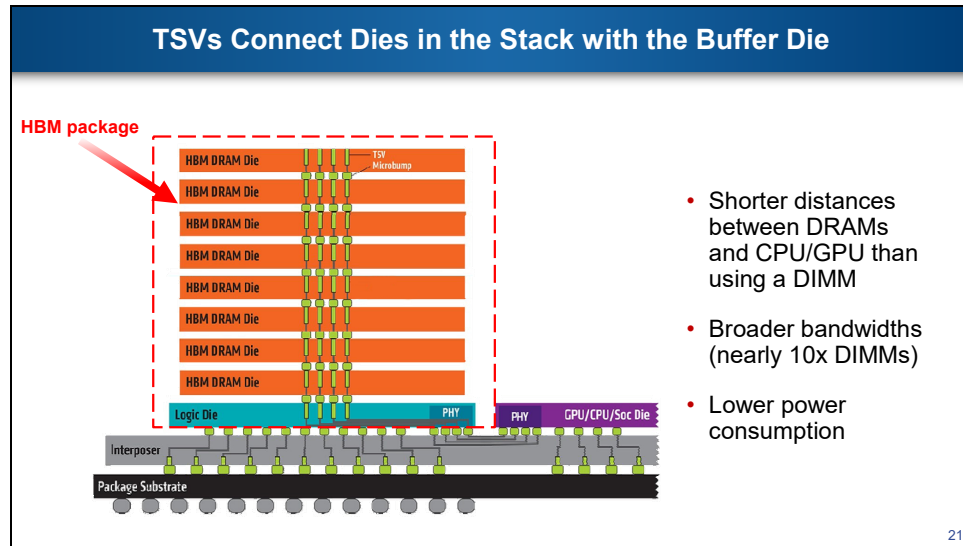 TSVs Connect Dies in the Stack with the Buffer Die
HBM package
HBM DRAM Die
TSV
Microbump
HBM DRAM Die
HBM DRAM Die
HBM DRAM Die
HBM DRAM Die
HBM DRAM Die
HBM DRAM Die
HBM DRAM Die
Logic Die
PHY
PHY
GPU/CPU/Soc Die
Interposer
Package Substrate
• Shorter distances
between DRAMs
and CPU/GPU than
using a DIMM
• Broader bandwidths
(nearly 10x DIMMs)
• Lower power
consumption
21